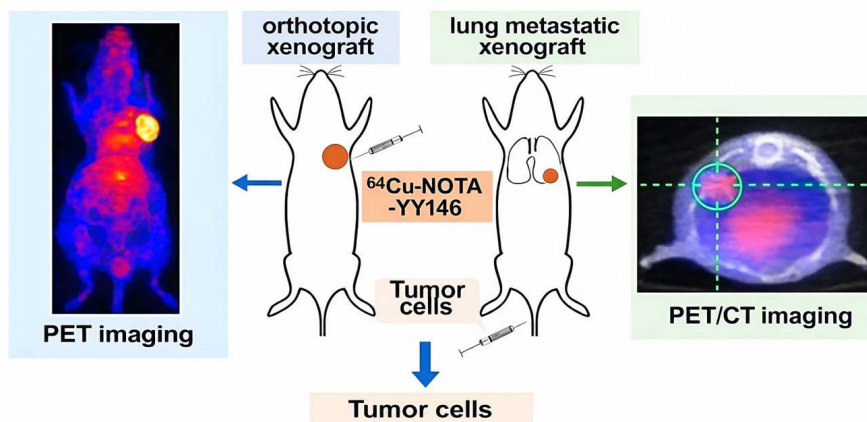 orthotopic
xenograft
lung metastatic
xenograft
⁶⁴Cu-NOTA
-YY146
Tumor
cells
PET imaging
PET/CT imaging
Tumor cells